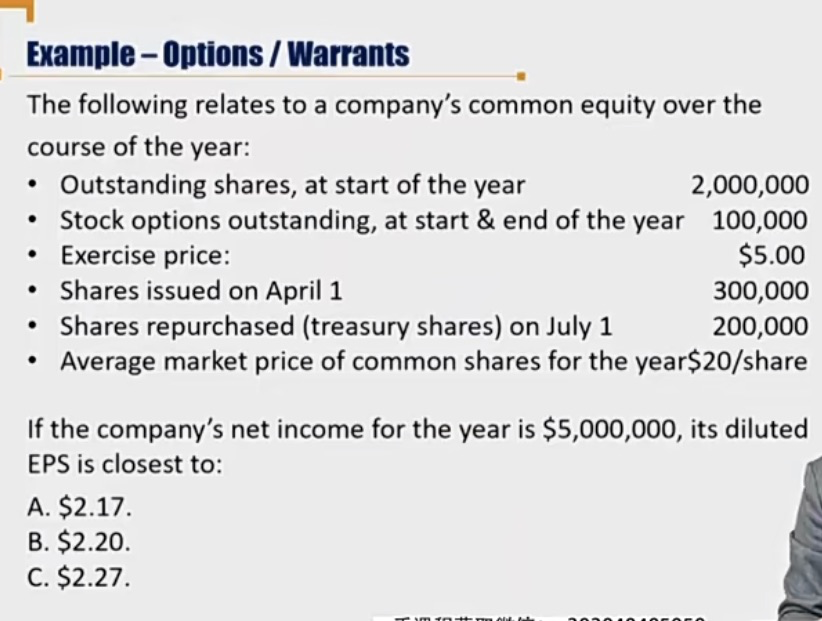 Example – Options / Warrants
The following relates to a company's common equity over the
course of the year:
• Outstanding shares, at start of the year 2,000,000
• Stock options outstanding, at start & end of the year 100,000
• Exercise price: $5.00
• Shares issued on April 1 300,000
• Shares repurchased (treasury shares) on July 1 200,000
• Average market price of common shares for the year$20/share
If the company's net income for the year is $5,000,000, its diluted
EPS is closest to:
A. $2.17.
B. $2.20.
C. $2.27.